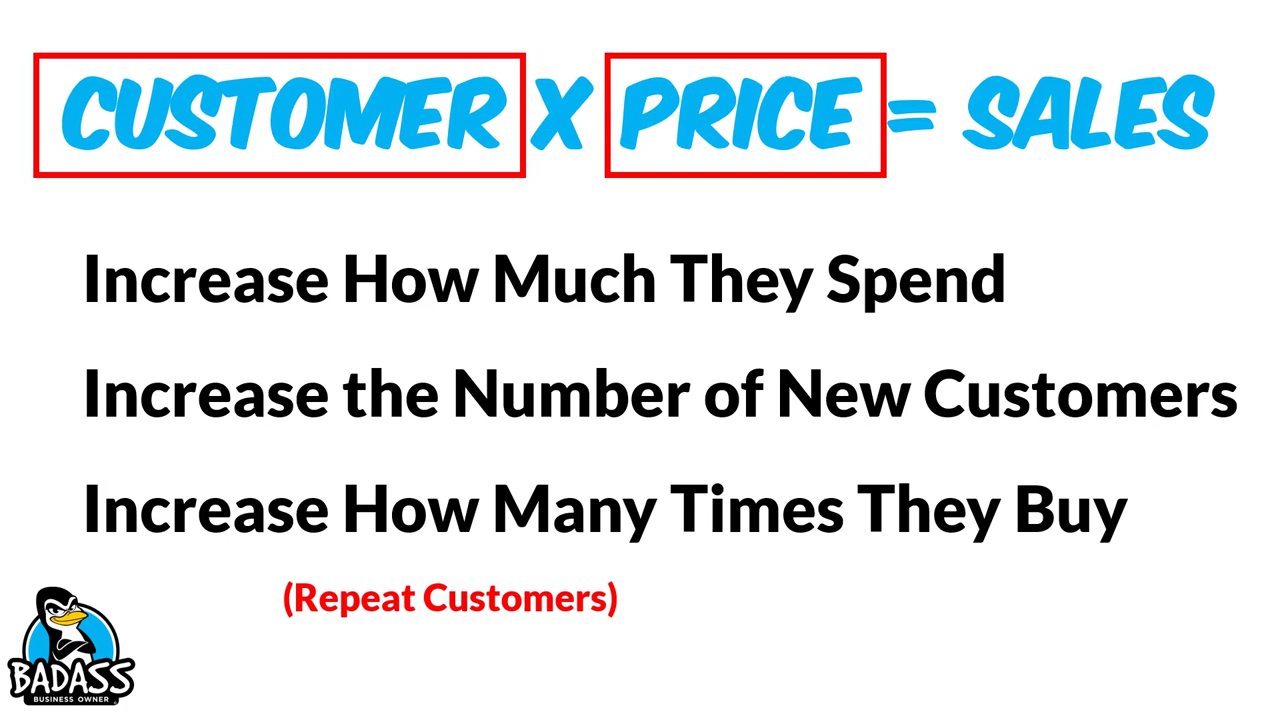 CUSTOMER X PRICE = SALES
Increase How Much They Spend
Increase the Number of New Customers
Increase How Many Times They Buy
(Repeat Customers)
BADASS
BUSINESS OWNER